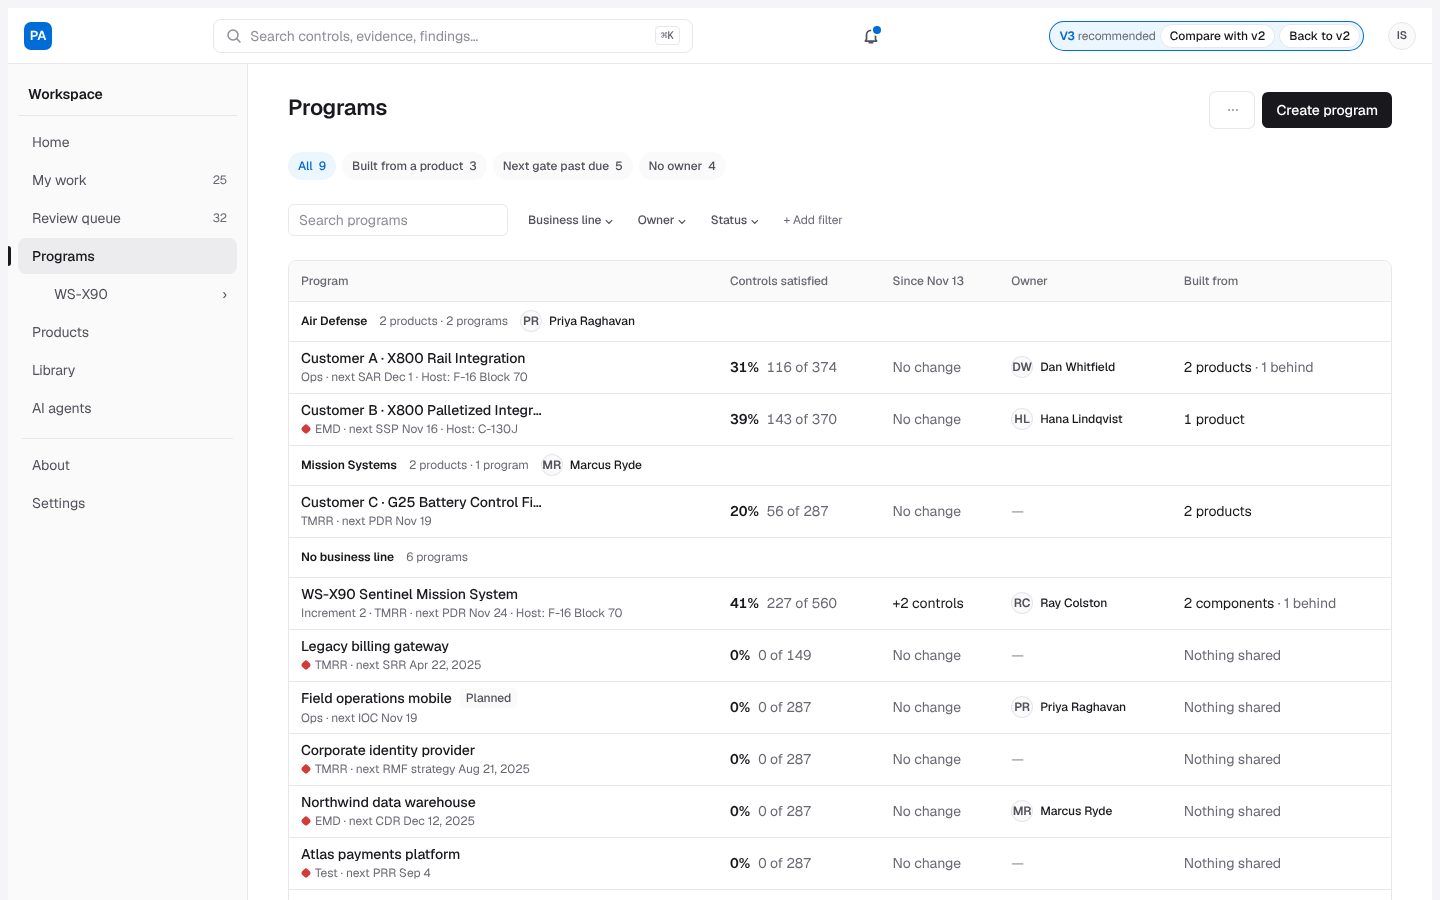 PA
Search controls, evidence, findings...
⌘K
V3 recommended
Compare with v2
Back to v2
IS
Workspace
Home
My work 25
Review queue 32
Programs
WS-X90 ›
Products
Library
AI agents
About
Settings
Programs
···
Create program
All 9
Built from a product 3
Next gate past due 5
No owner 4
Search programs
Business line
Owner
Status
+ Add filter
Program Controls satisfied Since Nov 13 Owner Built from
Air Defense 2 products · 2 programs PR Priya Raghavan
Customer A · X800 Rail Integration
Ops · next SAR Dec 1 · Host: F-16 Block 70
31% 116 of 374 No change DW Dan Whitfield 2 products · 1 behind
Customer B · X800 Palletized Integr...
EMD · next SSP Nov 16 · Host: C-130J
39% 143 of 370 No change HL Hana Lindqvist 1 product
Mission Systems 2 products · 1 program MR Marcus Ryde
Customer C · G25 Battery Control Fi...
TMRR · next PDR Nov 19
20% 56 of 287 No change — 2 products
No business line 6 programs
WS-X90 Sentinel Mission System
Increment 2 · TMRR · next PDR Nov 24 · Host: F-16 Block 70
41% 227 of 560 +2 controls RC Ray Colston 2 components · 1 behind
Legacy billing gateway
TMRR · next SRR Apr 22, 2025
0% 0 of 149 No change — Nothing shared
Field operations mobile Planned
Ops · next IOC Nov 19
0% 0 of 287 No change PR Priya Raghavan Nothing shared
Corporate identity provider
TMRR · next RMF strategy Aug 21, 2025
0% 0 of 287 No change — Nothing shared
Northwind data warehouse
EMD · next CDR Dec 12, 2025
0% 0 of 287 No change MR Marcus Ryde Nothing shared
Atlas payments platform
Test · next PRR Sep 4
0% 0 of 287 No change — Nothing shared